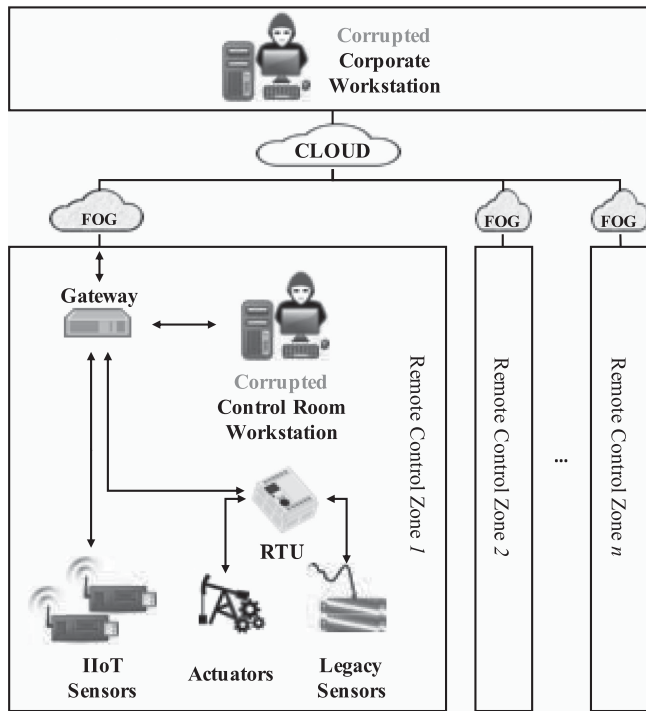 Corrupted
Corporate
Workstation
CLOUD
FOG
FOG
FOG
Gateway
Corrupted
Control Room
Workstation
RTU
IIoT
Sensors
Actuators
Legacy
Sensors
Remote Control Zone 1
Remote Control Zone 2
...
Remote Control Zone n